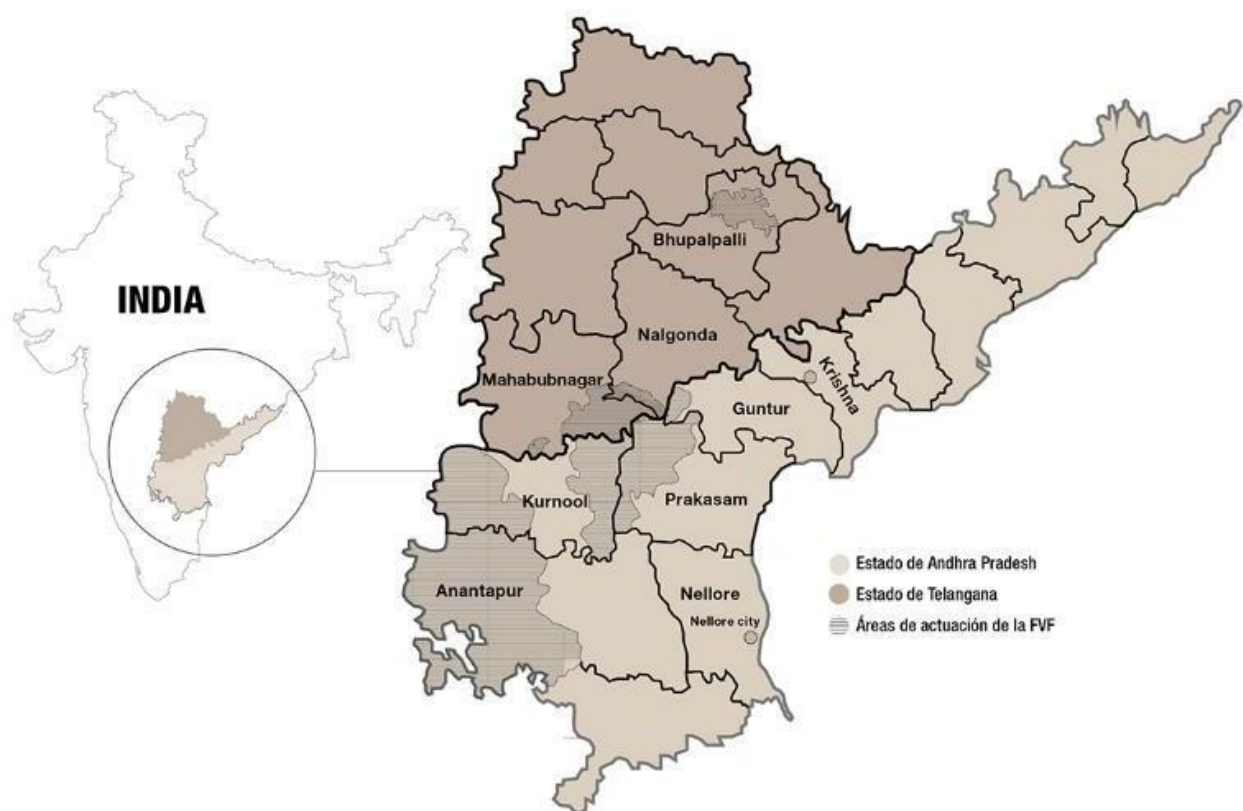 INDIA
Bhupalpalli
Nalgonda
Mahabubnagar
Krishna
Guntur
Kurnool
Prakasam
Anantapur
Nellore
Nellore city
Estado de Andhra Pradesh
Estado de Telangana
Áreas de actuación de la FVF